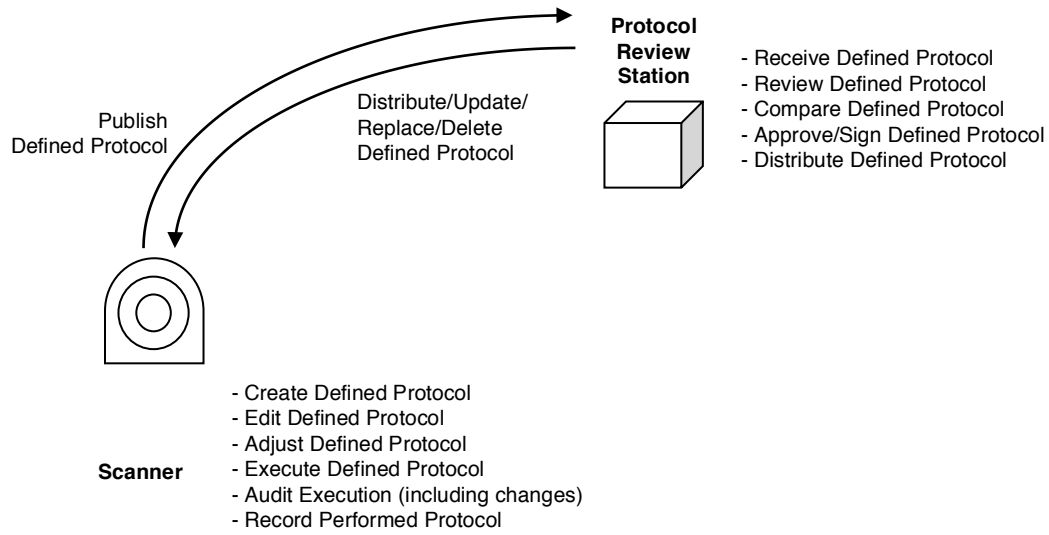 Protocol
Review
Station
- Receive Defined Protocol
- Review Defined Protocol
- Compare Defined Protocol
- Approve/Sign Defined Protocol
- Distribute Defined Protocol
Publish
Defined Protocol
Distribute/Update/
Replace/Delete
Defined Protocol
Scanner
- Create Defined Protocol
- Edit Defined Protocol
- Adjust Defined Protocol
- Execute Defined Protocol
- Audit Execution (including changes)
- Record Performed Protocol